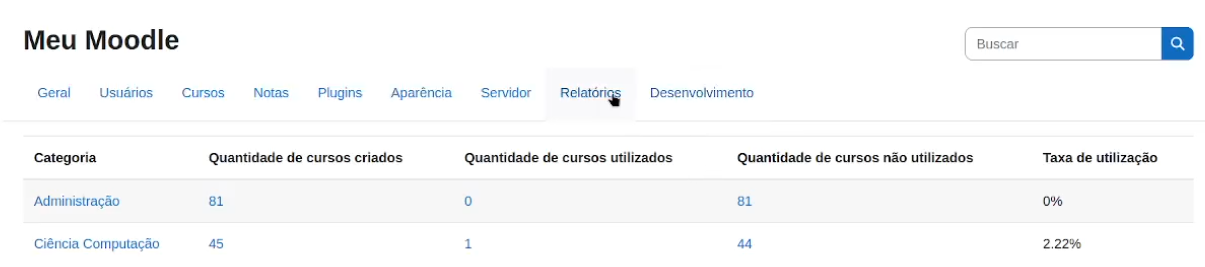 Meu Moodle
Buscar
Geral Usuários Cursos Notas Plugins Aparência Servidor Relatórios Desenvolvimento
Categoria Quantidade de cursos criados Quantidade de cursos utilizados Quantidade de cursos não utilizados Taxa de utilização
Administração 81 0 81 0%
Ciência Computação 45 1 44 2.22%